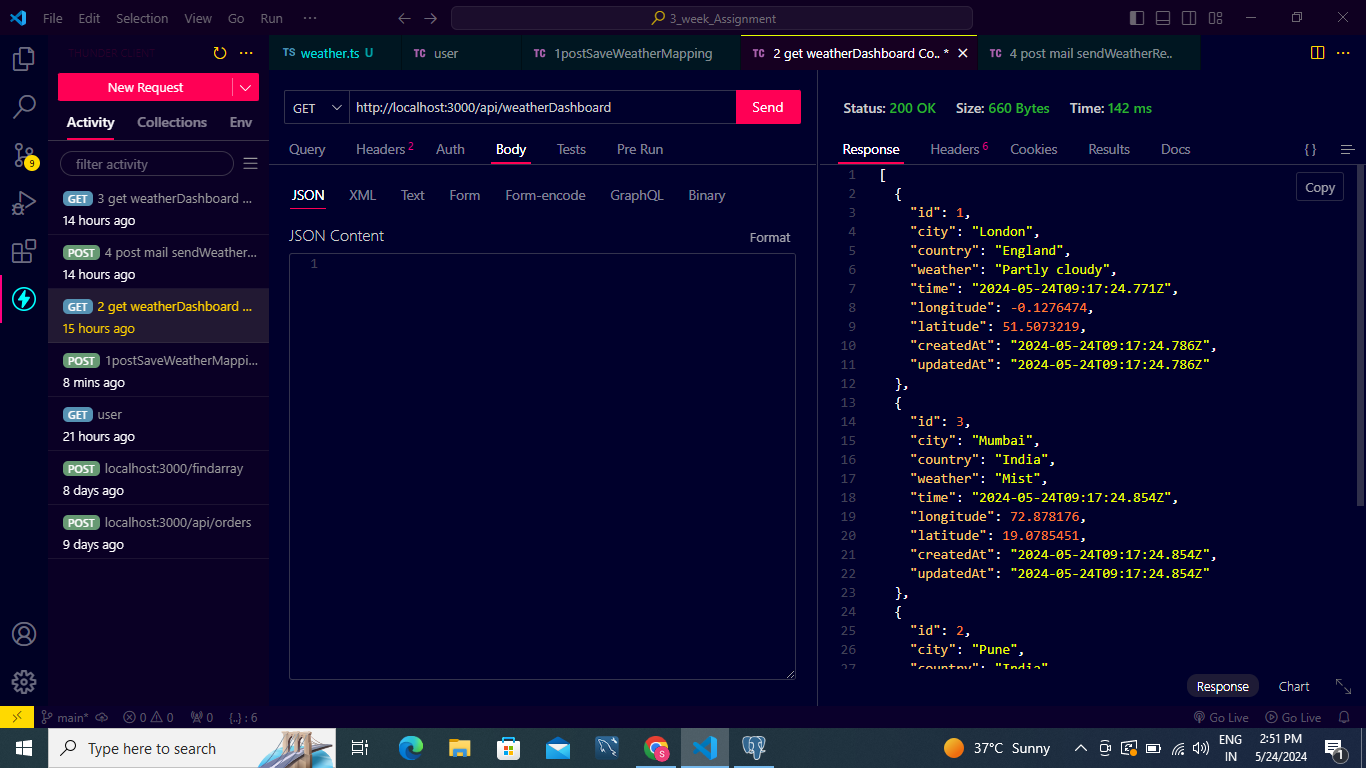 File Edit Selection View Go Run ···
3_week_Assignment
THUNDER CLIENT
TS weather.ts U
TC user
TC 1postSaveWeatherMapping
TC 2 get weatherDashboard Co.. *
TC 4 post mail sendWeatherRe..
New Request
Activity Collections Env
filter activity
GET 3 get weatherDashboard ...
14 hours ago
POST 4 post mail sendWeather...
14 hours ago
GET 2 get weatherDashboard ...
15 hours ago
POST 1postSaveWeatherMappi...
8 mins ago
GET user
21 hours ago
POST localhost:3000/findarray
8 days ago
POST localhost:3000/api/orders
9 days ago
9
GET http://localhost:3000/api/weatherDashboard Send
Query Headers 2 Auth Body Tests Pre Run
JSON XML Text Form Form-encode GraphQL Binary
JSON Content Format
1
Status: 200 OK Size: 660 Bytes Time: 142 ms
Response Headers 6 Cookies Results Docs { }
Copy
1 [
2 {
3 "id": 1,
4 "city": "London",
5 "country": "England",
6 "weather": "Partly cloudy",
7 "time": "2024-05-24T09:17:24.771Z",
8 "longitude": -0.1276474,
9 "latitude": 51.5073219,
10 "createdAt": "2024-05-24T09:17:24.786Z",
11 "updatedAt": "2024-05-24T09:17:24.786Z"
12 },
13 {
14 "id": 3,
15 "city": "Mumbai",
16 "country": "India",
17 "weather": "Mist",
18 "time": "2024-05-24T09:17:24.854Z",
19 "longitude": 72.878176,
20 "latitude": 19.0785451,
21 "createdAt": "2024-05-24T09:17:24.854Z",
22 "updatedAt": "2024-05-24T09:17:24.854Z"
23 },
24 {
25 "id": 2,
26 "city": "Pune",
27 "country": "India"
Response Chart
main* 0 0 0 {..} : 6
Go Live Go Live
Type here to search
37°C Sunny
ENG
IN
2:51 PM
5/24/2024
1